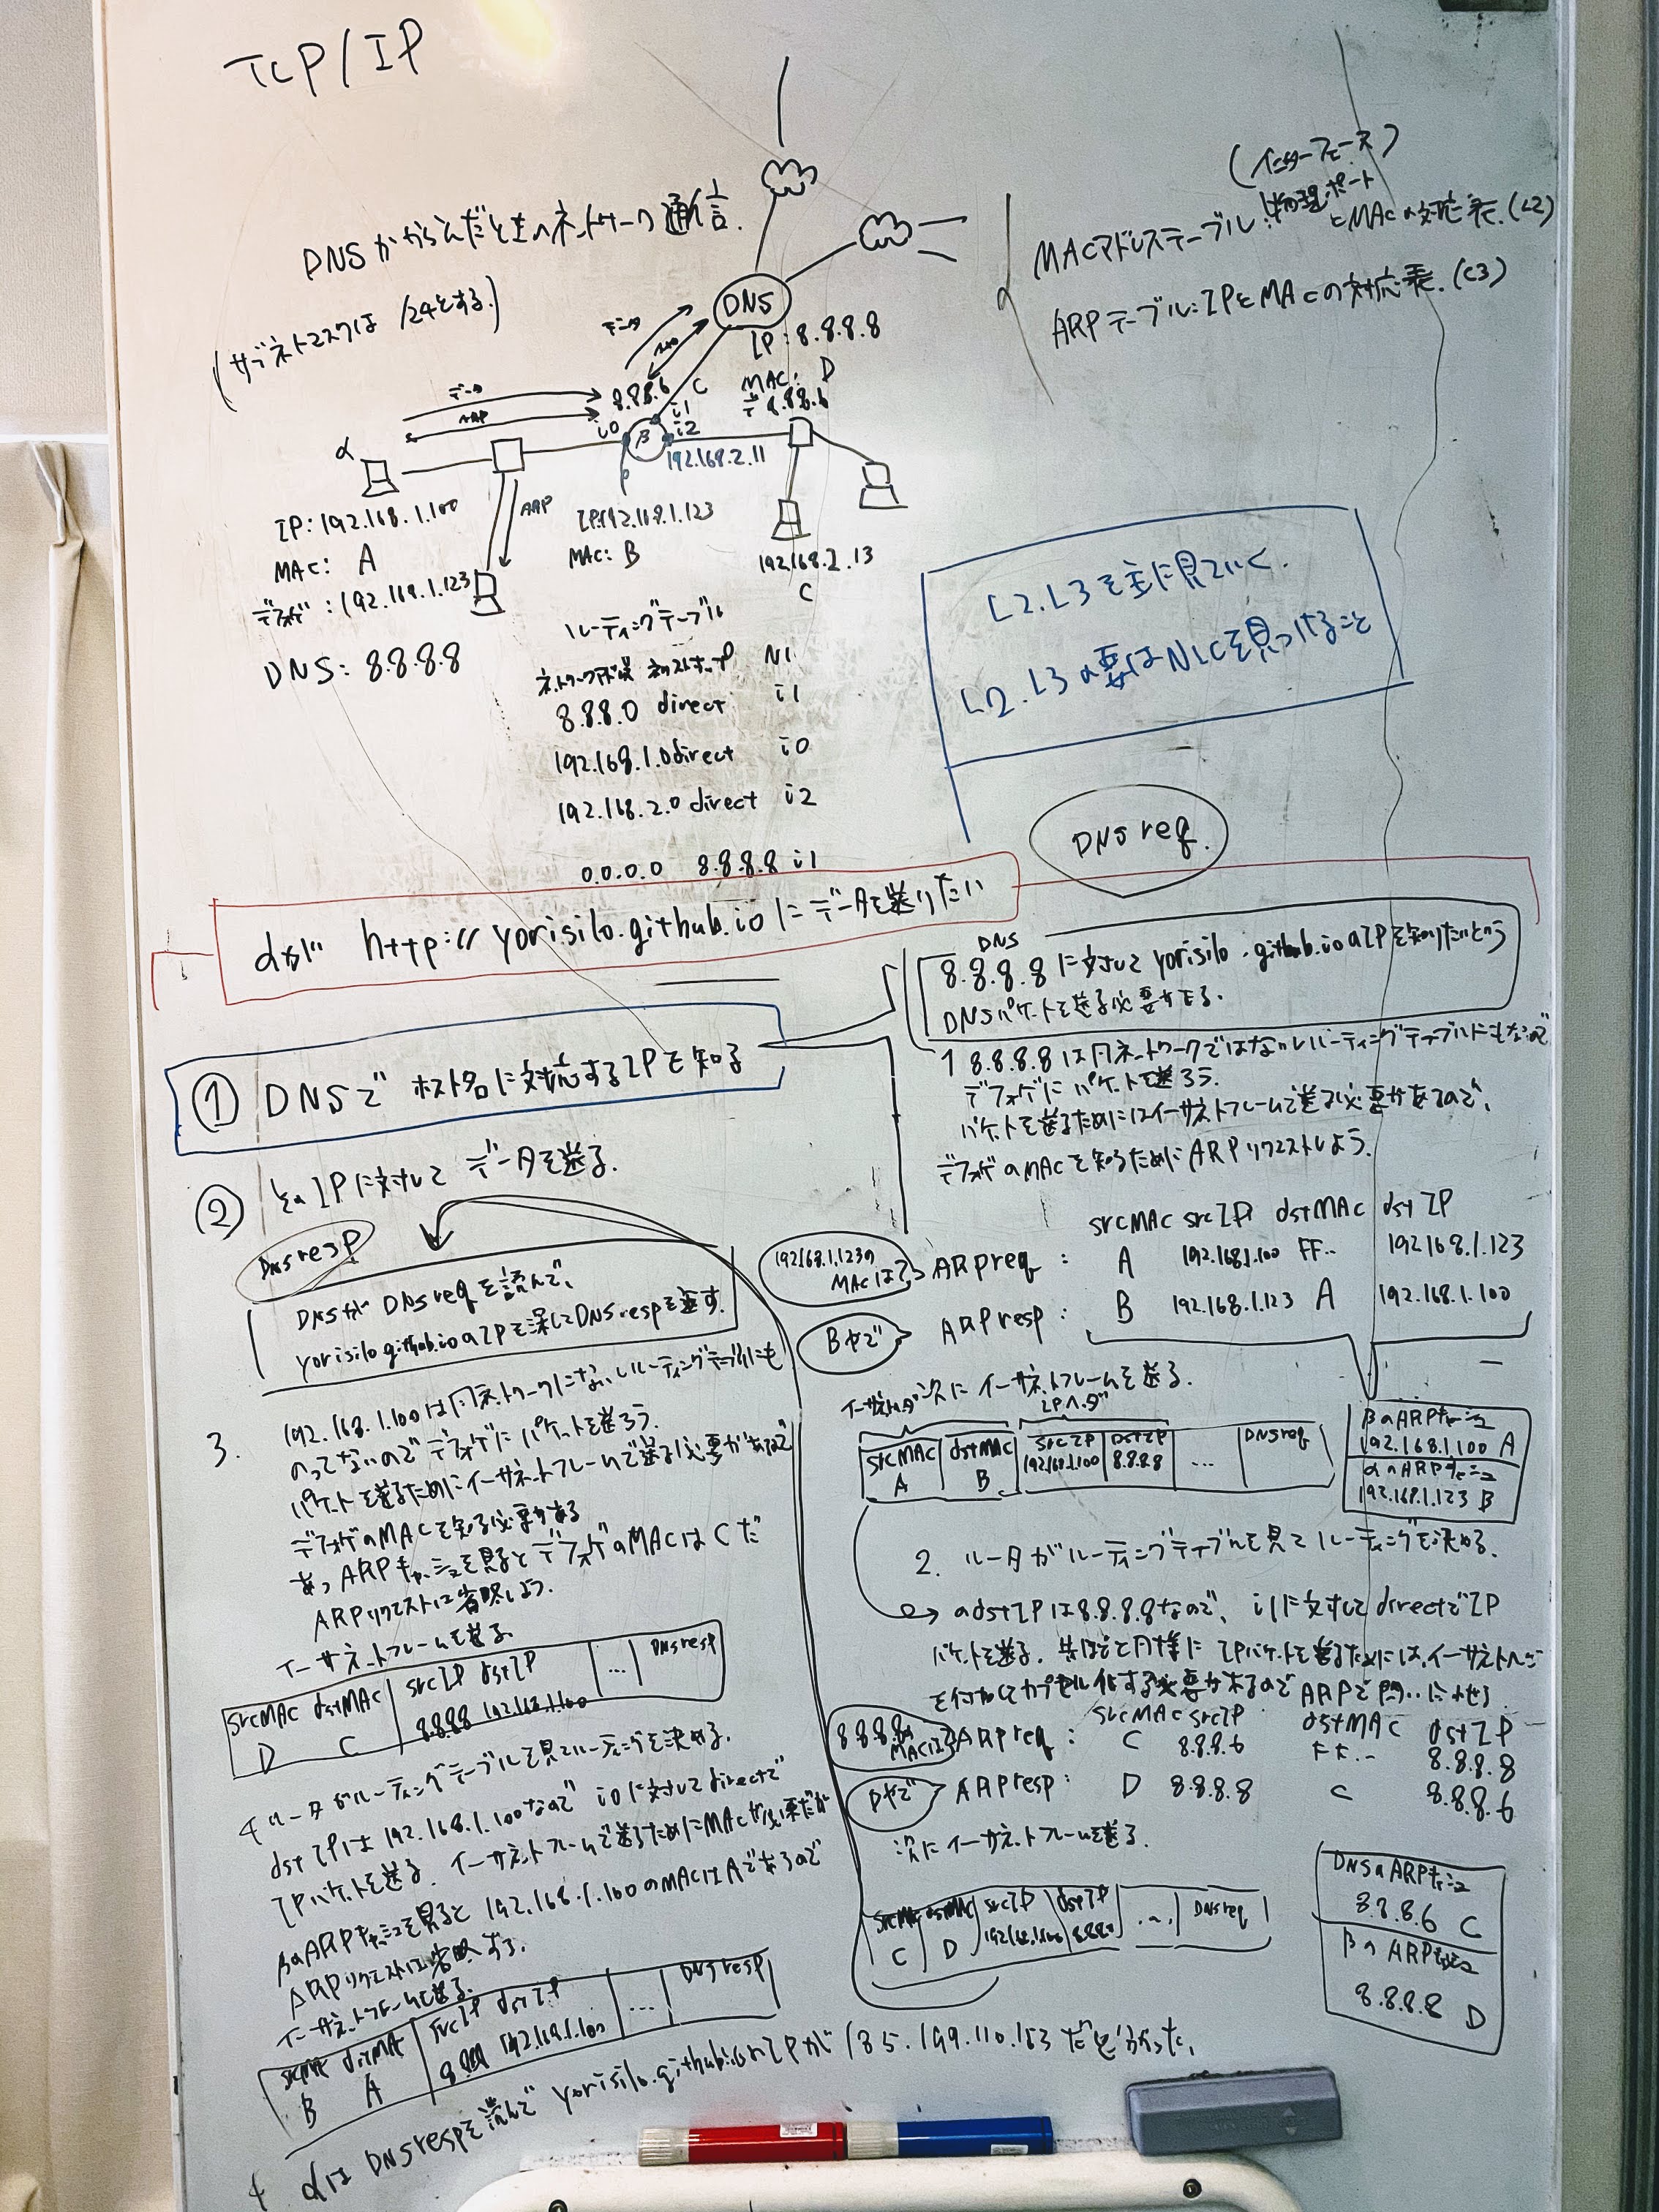 TCP/IP
DNSがからんだときのネットワーク通信.
(サブネットマスクは /24とする.)
(インターフェース)
物理ポート
MACアドレステーブル: とMACの対応表.(L2)
ARPテーブル:IPとMACの対応表.(L3)
DNS
IP:8.8.8.8
MAC: D
デ 8.8.8.6
データ
ARP
8.8.8.6
C
i1
i0
β
i2
192.168.2.11
データ
ARP
α
ARP
IP:192.168.1.100
MAC: A
デフォゲ:192.168.1.123
DNS:8.8.8.8
IP:192.168.1.123
MAC: B
192.168.2.13
C
ルーティングテーブル
ネットワーク宛先 ネクストホップ NI
8.8.8.0 direct i1
192.168.1.0 direct i0
192.168.2.0 direct i2
0.0.0.0 8.8.8.8 i1
L2.L3を主に見ていく.
L2.L3の要はNICを見つけること
DNS req.
αが http://yorisilo.github.ioにデータを送りたい
① DNSで ホスト名に対応するIPを知る
② そのIPに対して データを送る.
DNS
8.8.8.8に対して yorisilo.github.ioのIPを知りたいという
DNSパケットを送る必要がある.
1 8.8.8.8は同ネットワークではないしルーティングテーブルにもないので
デフォゲにパケットを送ろう.
パケットを送るためにはイーサネットフレームで送る必要があるので、
デフォゲのMACを知るためにARPリクエストしよう.
srcMAC srcIP dstMAC dstIP
192.168.1.123の
MACは?
ARPreq: A 192.168.1.100 FF.. 192.168.1.123
Bやで
ARPresp: B 192.168.1.123 A 192.168.1.100
次にイーサネットフレームを送る.
イーサネットヘッダ
IPヘッダ
srcMAC dstMAC srcIP DstIP DNSreq
A B 192.168.1.100 8.8.8.8 ...
βのARPキャッシュ
192.168.1.100 A
αのARPキャッシュ
192.168.1.123 B
2. ルータがルーティングテーブルを見てルーティングを決める.
dstIPは8.8.8.8なので、i1に対してdirectでIP
パケットを送る. 先ほどと同様にIPパケットを送るためには,イーサネットヘッダ
を付加してカプセル化する必要があるのでARPで問い合わせる.
srcMAC srcIP dstMAC dstIP
8.8.8.8の
MACは?
ARPreq: C 8.8.8.6 FF.. 8.8.8.8
Dやで
ARPresp: D 8.8.8.8 C 8.8.8.6
次にイーサネットフレームを送る.
srcMAC dstMAC srcIP dstIP ... DNSreq
C D 192.168.1.100 8.8.8.8
DNSのARPキャッシュ
8.8.8.6 C
βのARPキャッシュ
8.8.8.8 D
DNSresp
DNSが DNSreqを読んで、
yorisilo.github.ioのIPを探してDNSrespを返す.
3. 192.168.1.100は同ネットワークにないしルーティングテーブルにも
のってないので デフォゲにパケットを送ろう.
パケットを送るためにイーサネットフレームで送る必要があるので
デフォゲのMACを知る必要がある
あっARPキャッシュを見るとデフォゲのMACはCだ
ARPリクエストは省略しよう.
イーサネットフレームを送る.
srcMAC dstMAC srcIP dstIP ... DNSresp
D C 8.8.8.8 192.168.1.100
4 ルータがルーティングテーブルを見てルーティングを決める.
dstIPは192.168.1.100なので i0に対してdirectで
IPパケットを送る. イーサネットフレームで送るためにMACが必要だが
βのARPキャッシュを見ると192.168.1.100のMACはAであるので
ARPリクエストは省略する.
イーサネットフレームを送る.
srcMAC dstMAC srcIP dstIP ... DNSresp
B A 8.8.8.8 192.168.1.100
αは DNSrespを読んで yorisilo.github.ioのIPが 185.199.110.153 だと分かった.